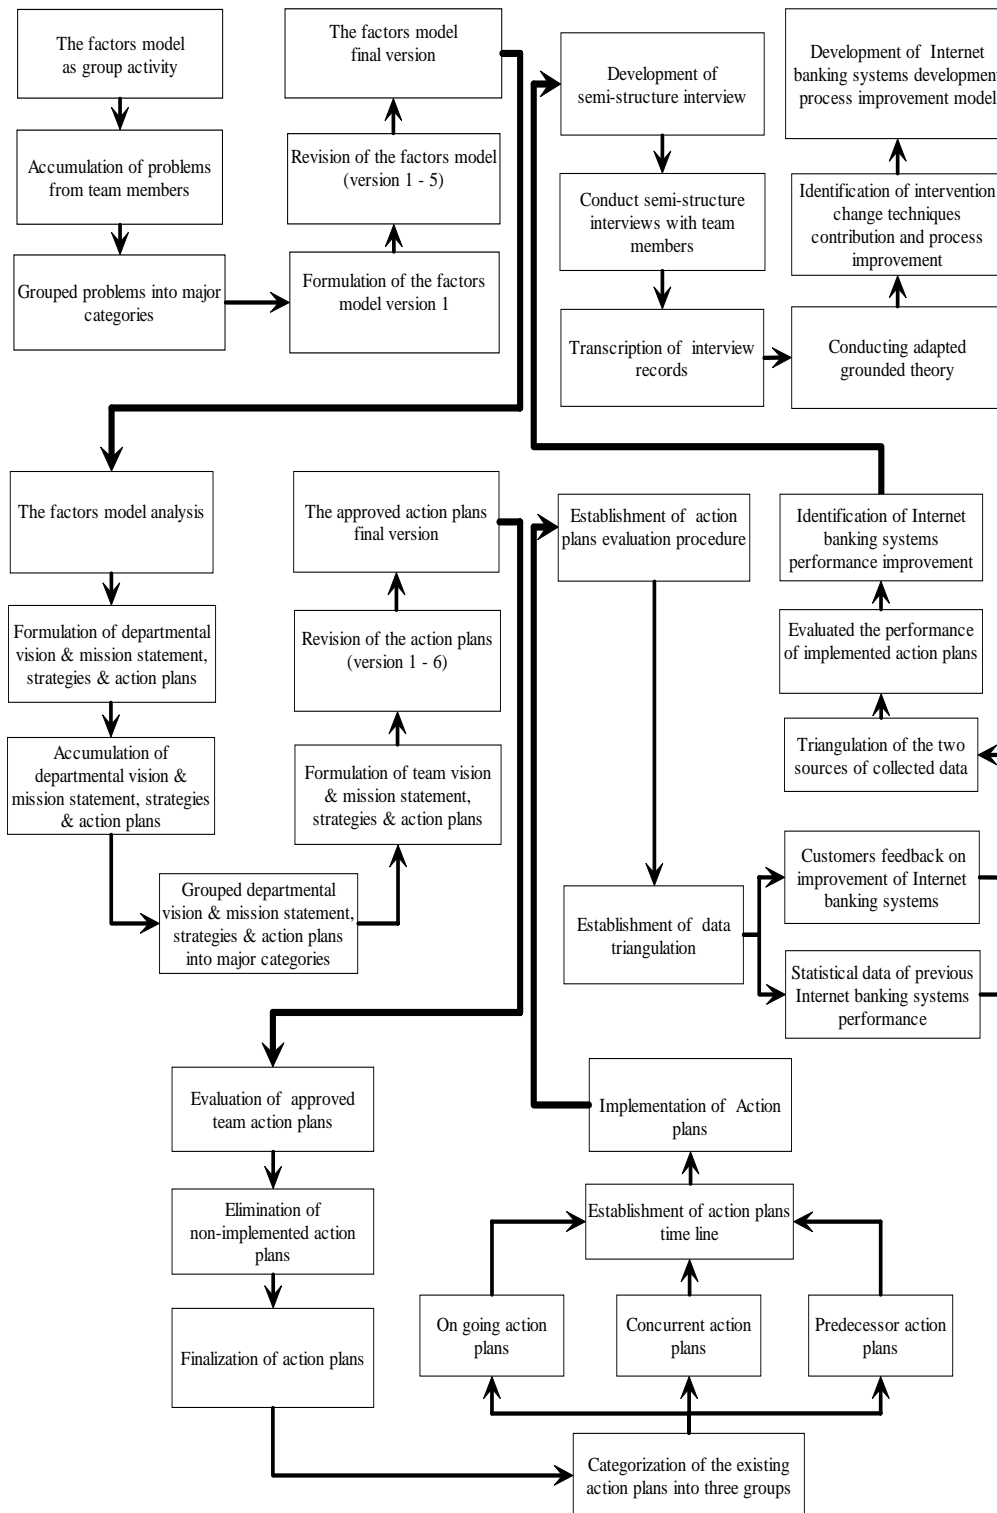 The factors model
as group activity
Accumulation of problems
from team members
Grouped problems into major
categories
The factors model
final version
Revision of the factors model
(version 1 - 5)
Formulation of the factors
model version 1
Development of
semi-structure interview
Conduct semi-structure
interviews with team
members
Transcription of interview
records
Development of Internet
banking systems development
process improvement model
Identification of intervention
change techniques
contribution and process
improvement
Conducting adapted
grounded theory
The factors model analysis
Formulation of departmental
vision & mission statement,
strategies & action plans
Accumulation of
departmental vision &
mission statement, strategies
& action plans
Grouped departmental
vision & mission statement,
strategies & action plans
into major categories
The approved action plans
final version
Revision of the action plans
(version 1 - 6)
Formulation of team vision
& mission statement,
strategies & action plans
Establishment of action
plans evaluation procedure
Establishment of data
triangulation
Identification of Internet
banking systems
performance improvement
Evaluated the performance
of implemented action plans
Triangulation of the two
sources of collected data
Customers feedback on
improvement of Internet
banking systems
Statistical data of previous
Internet banking systems
performance
Evaluation of approved
team action plans
Elimination of
non-implemented action
plans
Finalization of action plans
Implementation of Action
plans
Establishment of action plans
time line
On going action
plans
Concurrent action
plans
Predecessor action
plans
Categorization of the existing
action plans into three groups